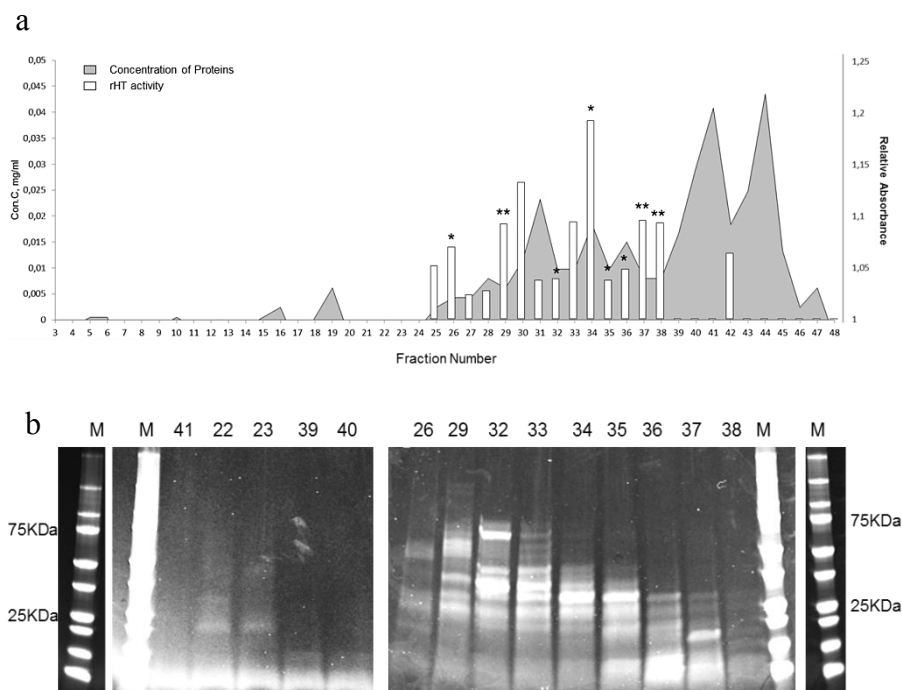 a
0,05
0,045
0,04
0,035
0,03
0,025
0,02
0,015
0,01
0,005
0
Con.C, mg/ml
Concentration of Proteins
rHT activity
* ** * * * * ** **
1,25
1,2
1,15
1,1
1,05
1
Relative Absorbance
3 4 5 6 7 8 9 10 11 12 13 14 15 16 17 18 19 20 21 22 23 24 25 26 27 28 29 30 31 32 33 34 35 36 37 38 39 40 41 42 43 44 45 46 47 48
Fraction Number
b
M M 41 22 23 39 40 26 29 32 33 34 35 36 37 38 M M
75KDa 75KDa
25KDa 25KDa